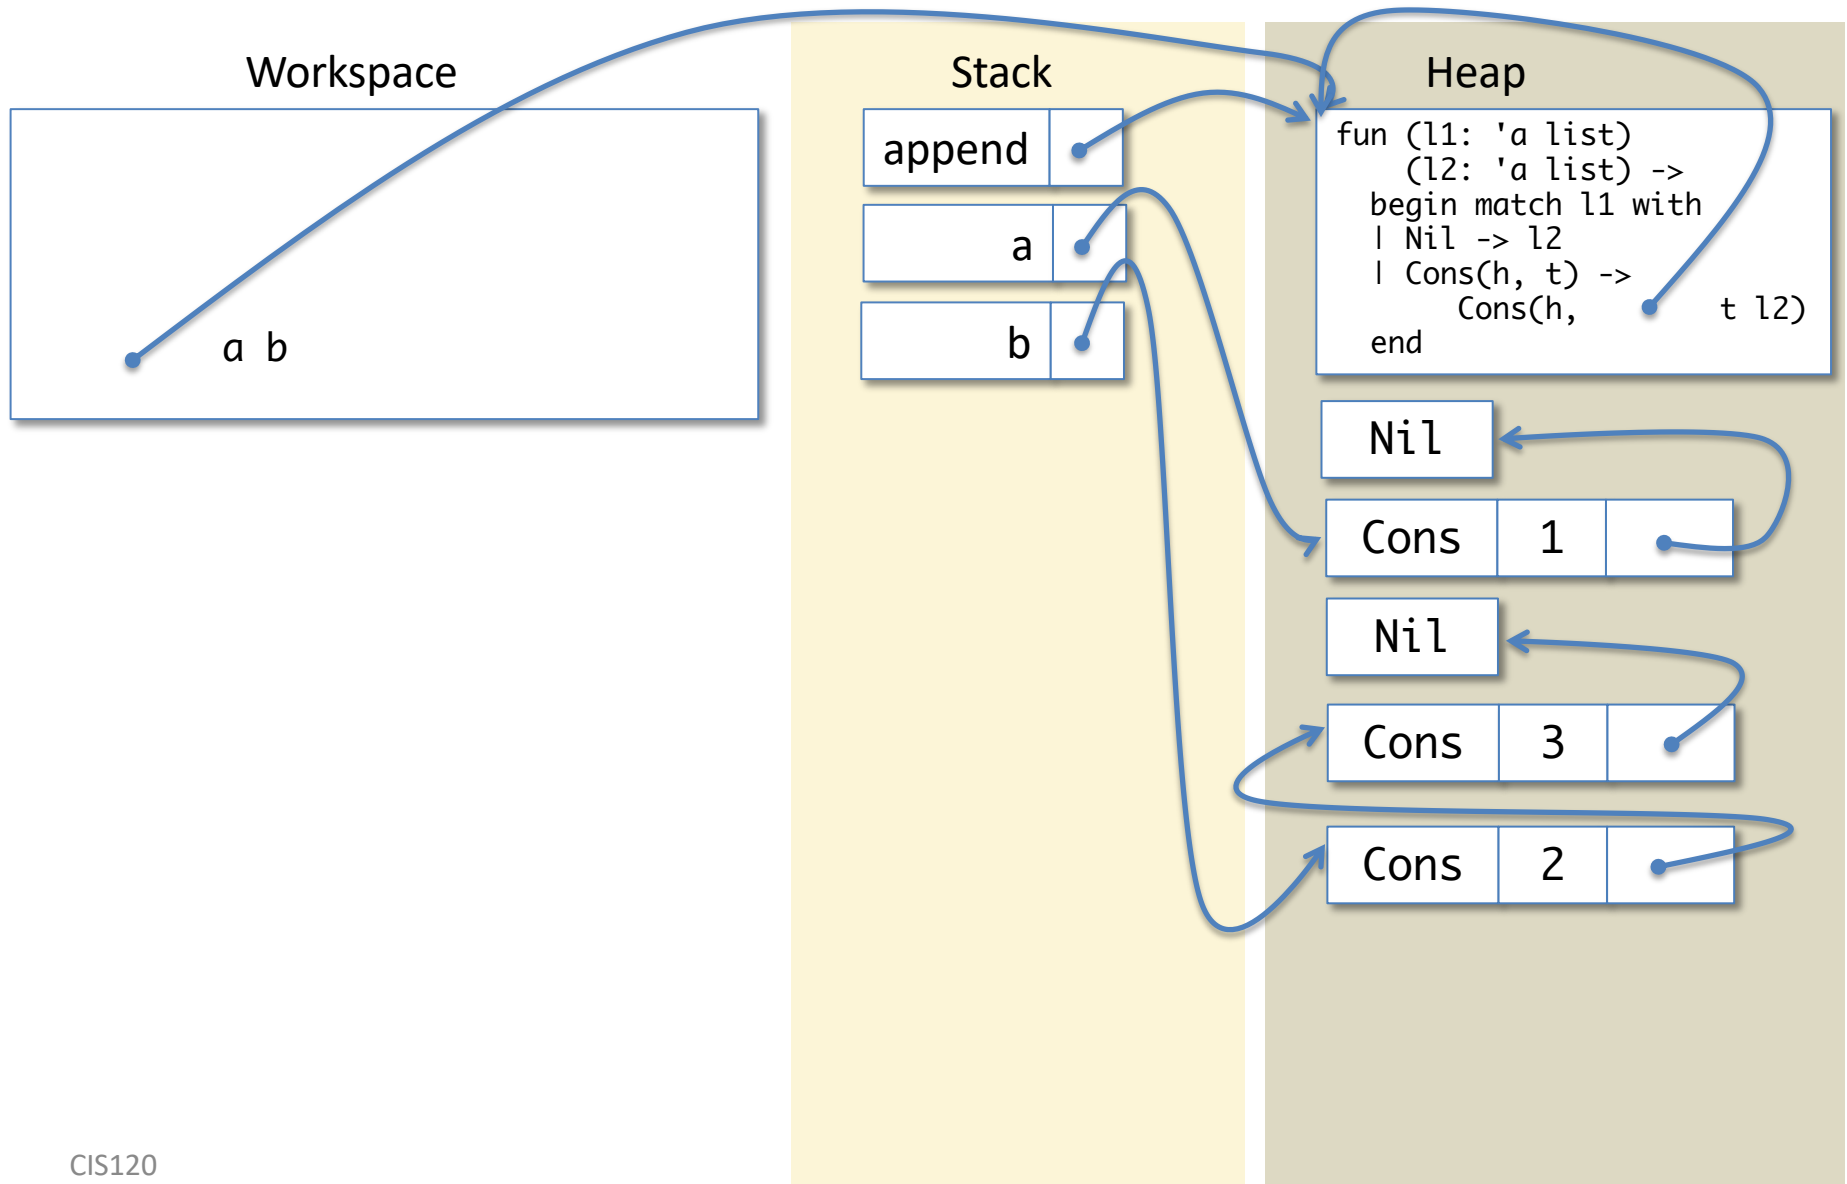 Workspace
a b
Stack
append
a
b
Heap
fun (l1: 'a list)
(l2: 'a list) ->
begin match l1 with
| Nil -> l2
| Cons(h, t) ->
Cons(h, t l2)
end
Nil
Cons 1
Nil
Cons 3
Cons 2
CIS120